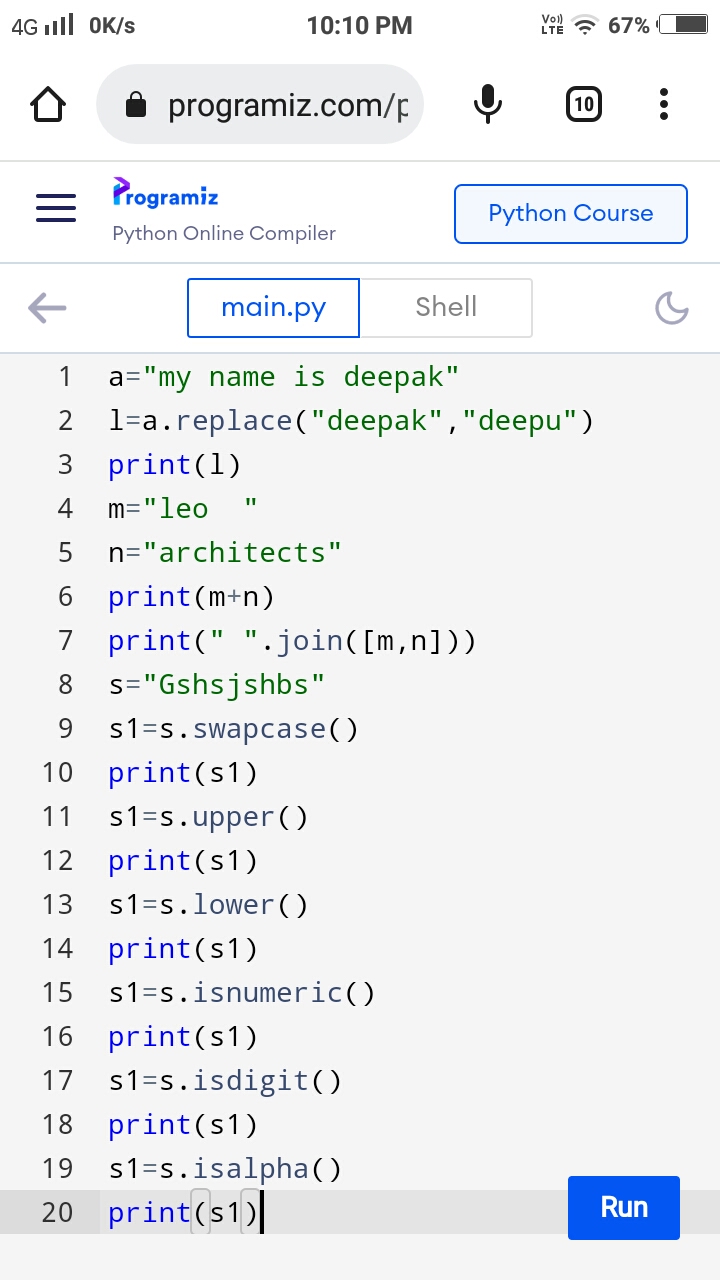 4G 0K/s 10:10 PM Vo)) LTE 67%
programiz.com/p 10
Programiz
Python Online Compiler
Python Course
main.py Shell
1 a="my name is deepak"
2 l=a.replace("deepak","deepu")
3 print(l)
4 m="leo  "
5 n="architects"
6 print(m+n)
7 print(" ".join([m,n]))
8 s="Gshsjshbs"
9 s1=s.swapcase()
10 print(s1)
11 s1=s.upper()
12 print(s1)
13 s1=s.lower()
14 print(s1)
15 s1=s.isnumeric()
16 print(s1)
17 s1=s.isdigit()
18 print(s1)
19 s1=s.isalpha()
20 print(s1)
Run